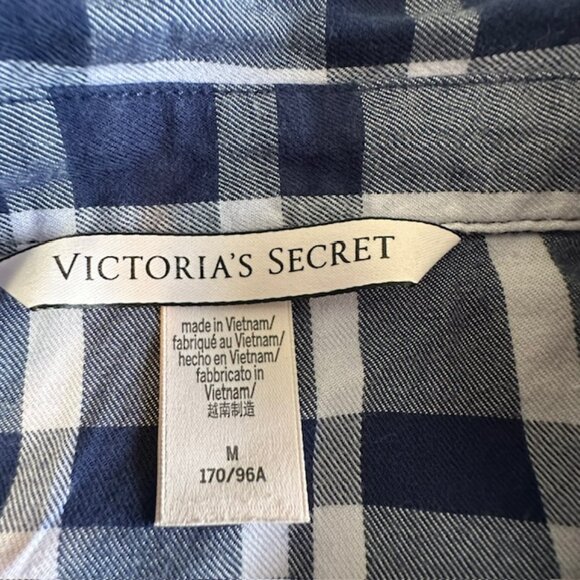 VICTORIA'S SECRET
made in Vietnam/
fabriqué au Vietnam/
hecho en Vietnam/
fabbricato in
Vietnam/
越南制造
M
170/96A